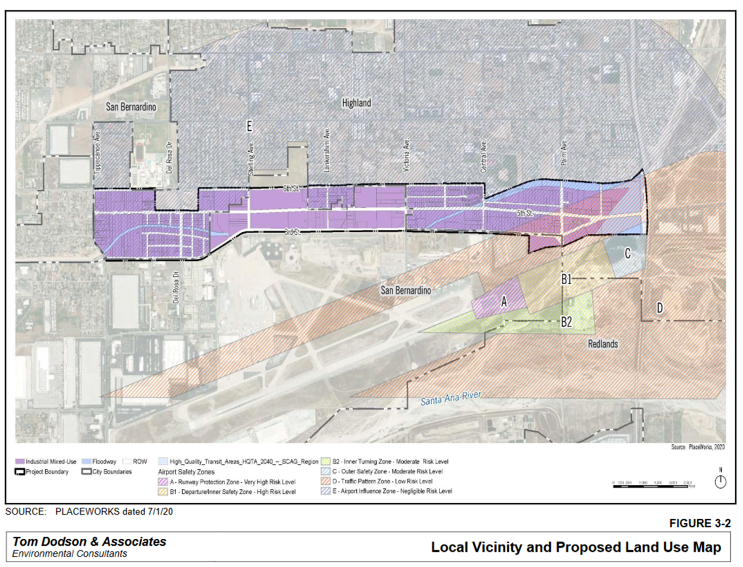 San Bernardino
Highland
E
Tippecanoe Ave
Del Rosa Dr
Sterling Ave
Lankershim Ave
Victoria Ave
Central Ave
Palm Ave
5th St
3rd St
Del Rosa Dr
San Bernardino
A
B1
C
B2
D
Redlands
Santa Ana River
Source: PlaceWorks, 2020
Industrial Mixed-Use
Floodway
ROW
Project Boundary
City Boundaries
High_Quality_Transit_Areas_HQTA_2040_–_SCAG_Region
Airport Safety Zones
A - Runway Protection Zone - Very High Risk Level
B1 - Departure/Inner Safety Zone - High Risk Level
B2 - Inner Turning Zone - Moderate Risk Level
C - Outer Safety Zone - Moderate Risk Level
D - Traffic Pattern Zone - Low Risk Level
E - Airport Influence Zone - Negligible Risk Level
N
SOURCE: PLACEWORKS dated 7/1/20
FIGURE 3-2
Tom Dodson & Associates
Environmental Consultants
Local Vicinity and Proposed Land Use Map